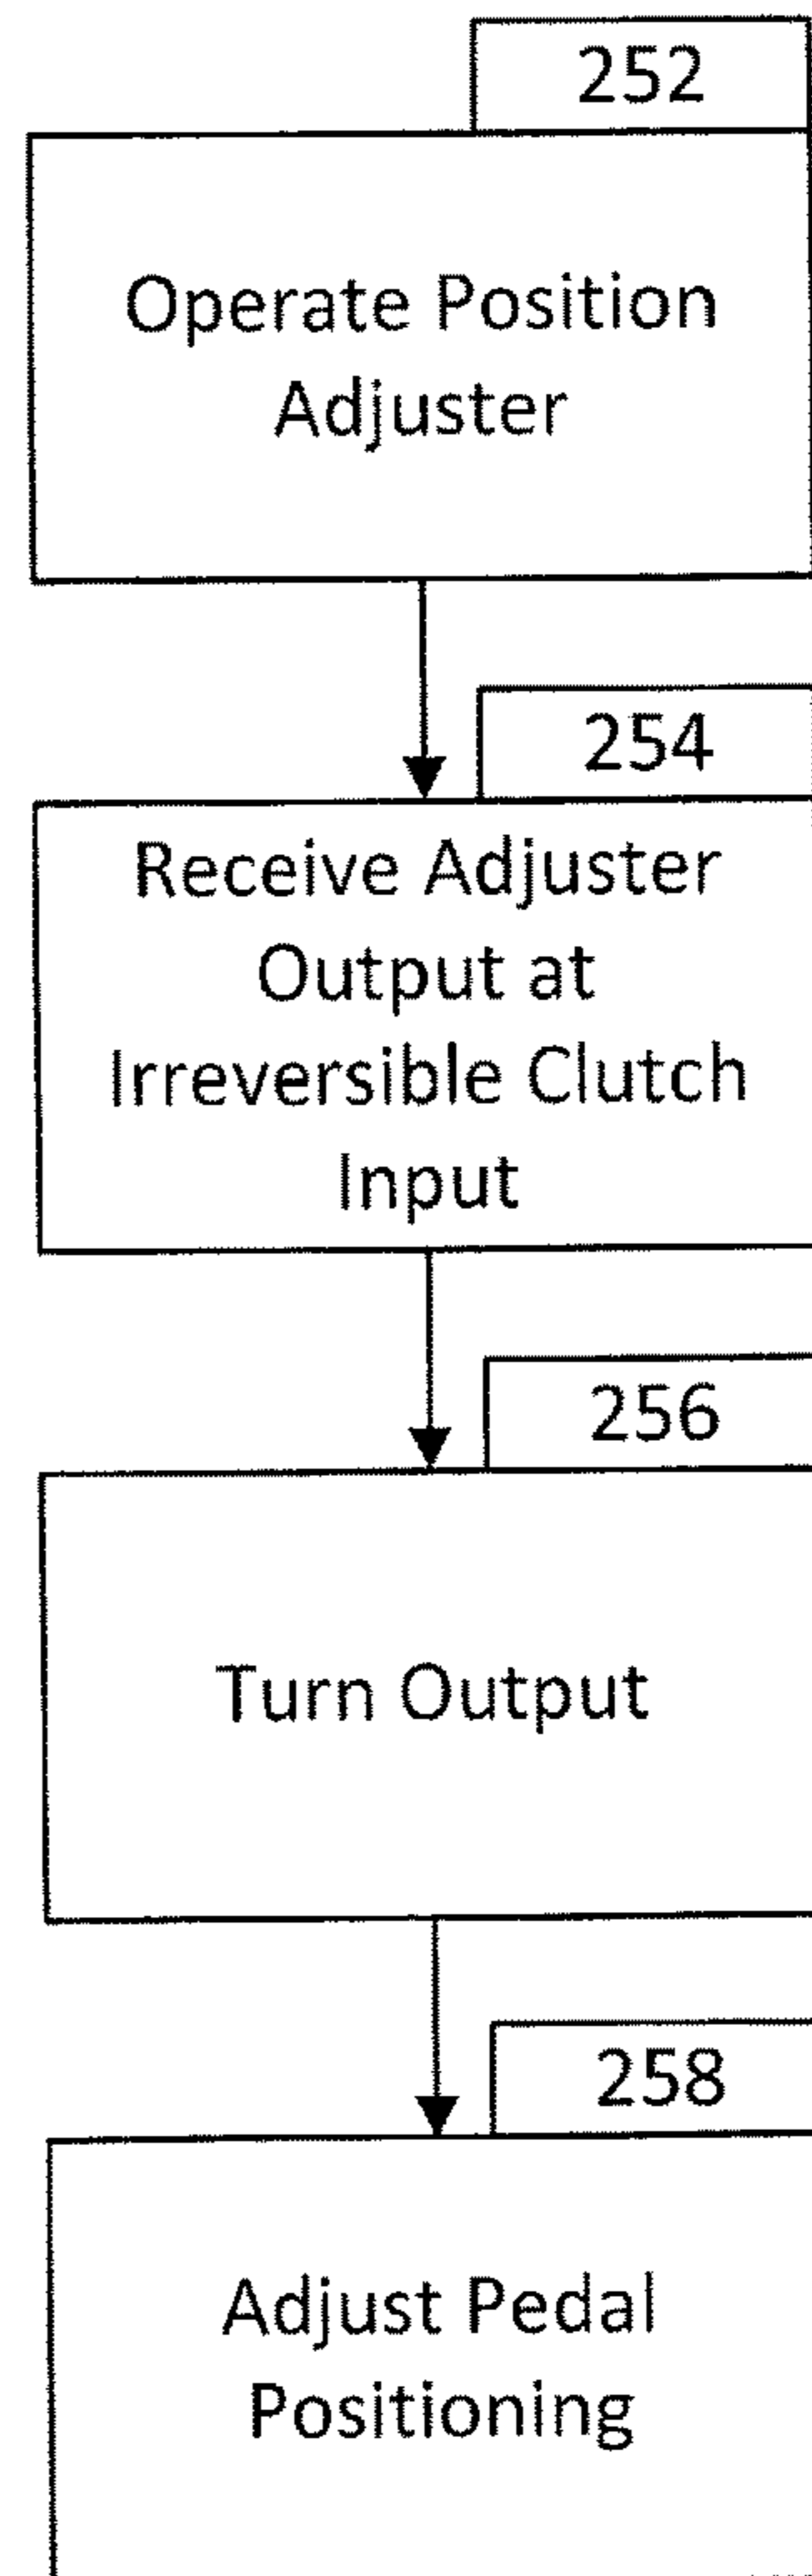 252
Operate Position
Adjuster
254
Receive Adjuster
Output at
Irreversible Clutch
Input
256
Turn Output
258
Adjust Pedal
Positioning